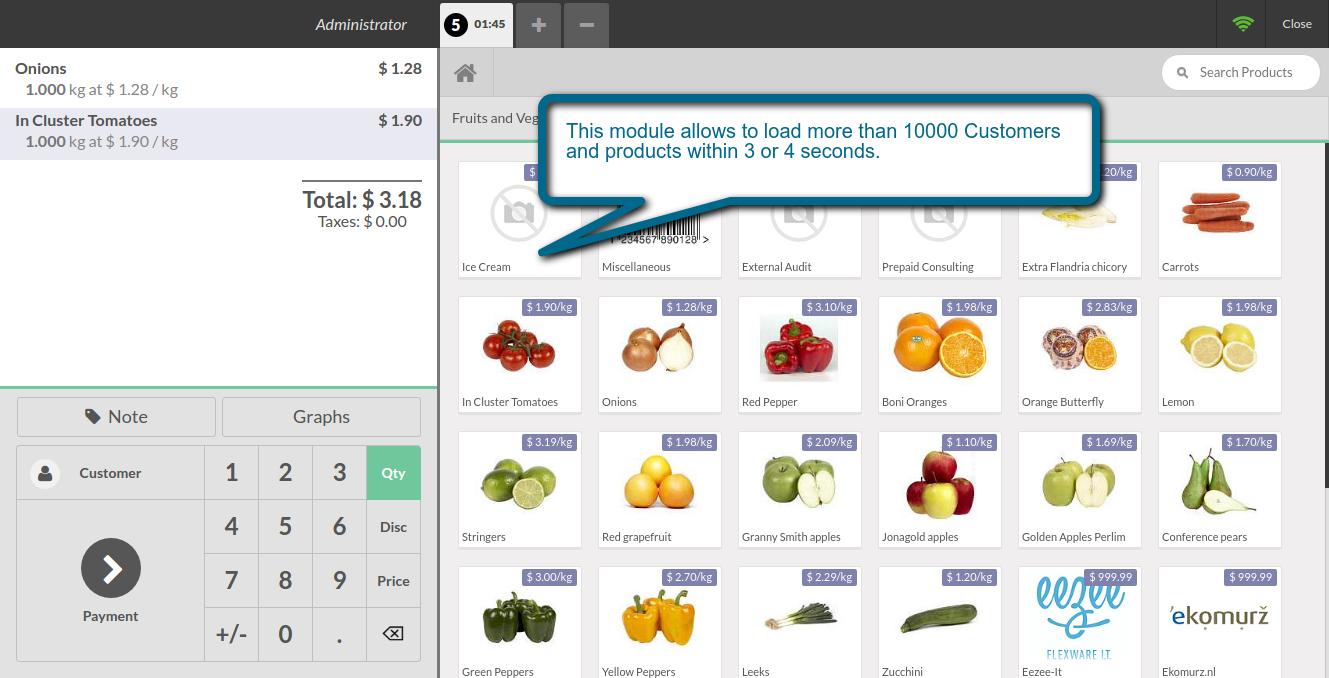 Administrator
5 01:45
Close
Onions $ 1.28
1.000 kg at $ 1.28 / kg
In Cluster Tomatoes $ 1.90
1.000 kg at $ 1.90 / kg
Total: $ 3.18
Taxes: $ 0.00
Note
Graphs
Customer
1 2 3 Qty
4 5 6 Disc
7 8 9 Price
+/- 0 .
Payment
Search Products
Fruits and Veg
This module allows to load more than 10000 Customers
and products within 3 or 4 seconds.
$
20/kg
$ 0.90/kg
234567 890128 >
Ice Cream
Miscellaneous
External Audit
Prepaid Consulting
Extra Flandria chicory
Carrots
$ 1.90/kg
$ 1.28/kg
$ 3.10/kg
$ 1.98/kg
$ 2.83/kg
$ 1.98/kg
In Cluster Tomatoes
Onions
Red Pepper
Boni Oranges
Orange Butterfly
Lemon
$ 3.19/kg
$ 1.98/kg
$ 2.09/kg
$ 1.10/kg
$ 1.69/kg
$ 1.70/kg
Stringers
Red grapefruit
Granny Smith apples
Jonagold apples
Golden Apples Perlim
Conference pears
$ 3.00/kg
$ 2.70/kg
$ 2.29/kg
$ 1.20/kg
$ 999.99
$ 999.99
eezee
FLEXWARE I.T.
ekomurž
Green Peppers
Yellow Peppers
Leeks
Zucchini
Eezee-It
Ekomurz.nl